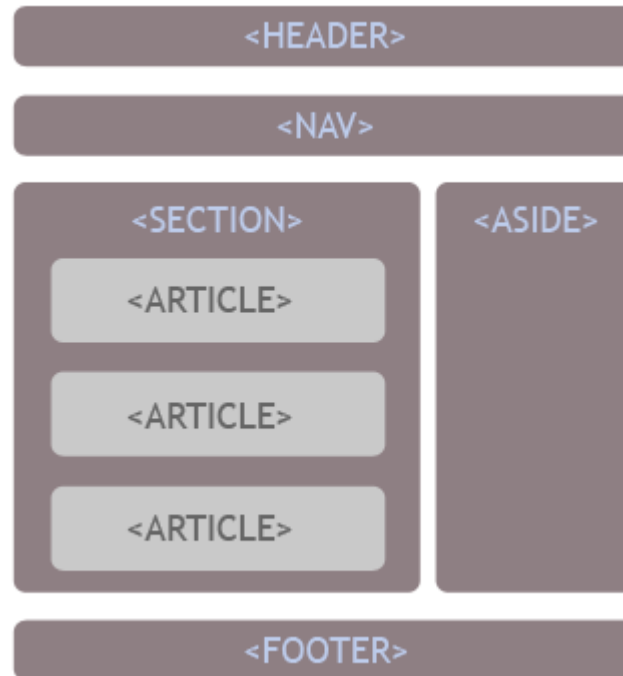 <HEADER>
<NAV>
<SECTION>
<ASIDE>
<ARTICLE>
<ARTICLE>
<ARTICLE>
<FOOTER>